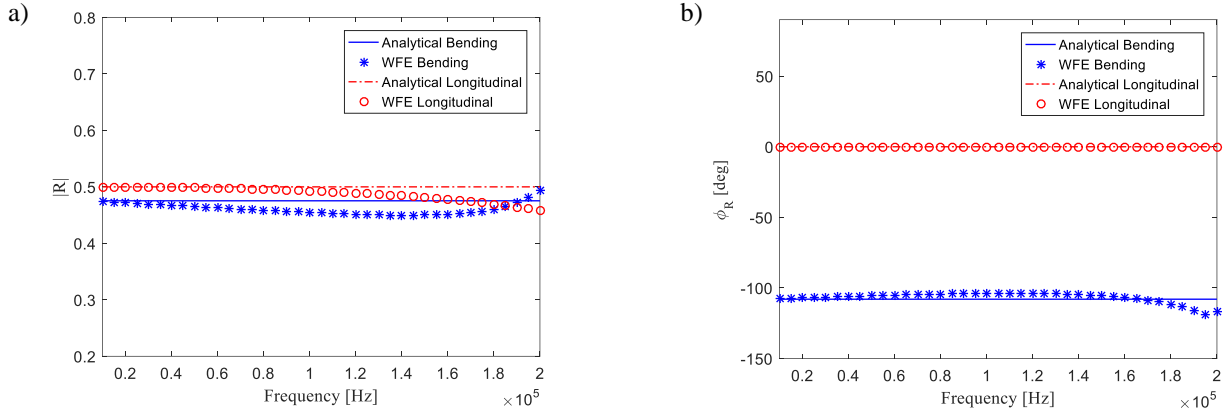 a)
0.8
0.7
0.6
0.5
0.4
0.3
0.2
|R|
0.2 0.4 0.6 0.8 1 1.2 1.4 1.6 1.8 2
Frequency [Hz]
×10^5
Analytical Bending
WFE Bending
Analytical Longitudinal
WFE Longitudinal
b)
50
0
-50
-100
-150
ϕ_R [deg]
0.2 0.4 0.6 0.8 1 1.2 1.4 1.6 1.8 2
Frequency [Hz]
×10^5
Analytical Bending
WFE Bending
Analytical Longitudinal
WFE Longitudinal